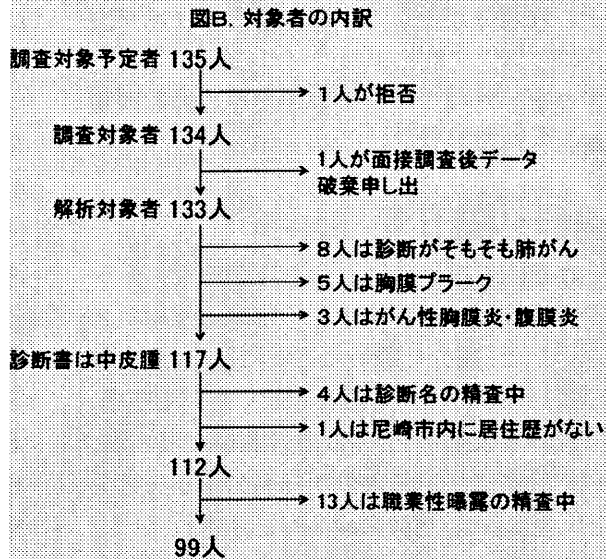 図B. 対象者の内訳
調査対象予定者 135人
1人が拒否
調査対象者 134人
1人が面接調査後データ
破棄申し出
解析対象者 133人
8人は診断がそもそも肺がん
5人は胸膜プラーク
3人はがん性胸膜炎・腹膜炎
診断書は中皮腫 117人
4人は診断名の精査中
1人は尼崎市内に居住歴がない
112人
13人は職業性曝露の精査中
99人